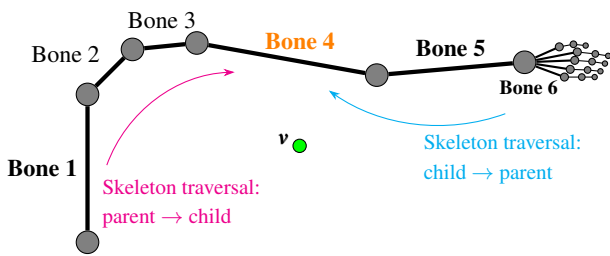 Bone 3
Bone 4
Bone 2
Bone 5
Bone 6
v
Bone 1
Skeleton traversal:
parent → child
Skeleton traversal:
child → parent